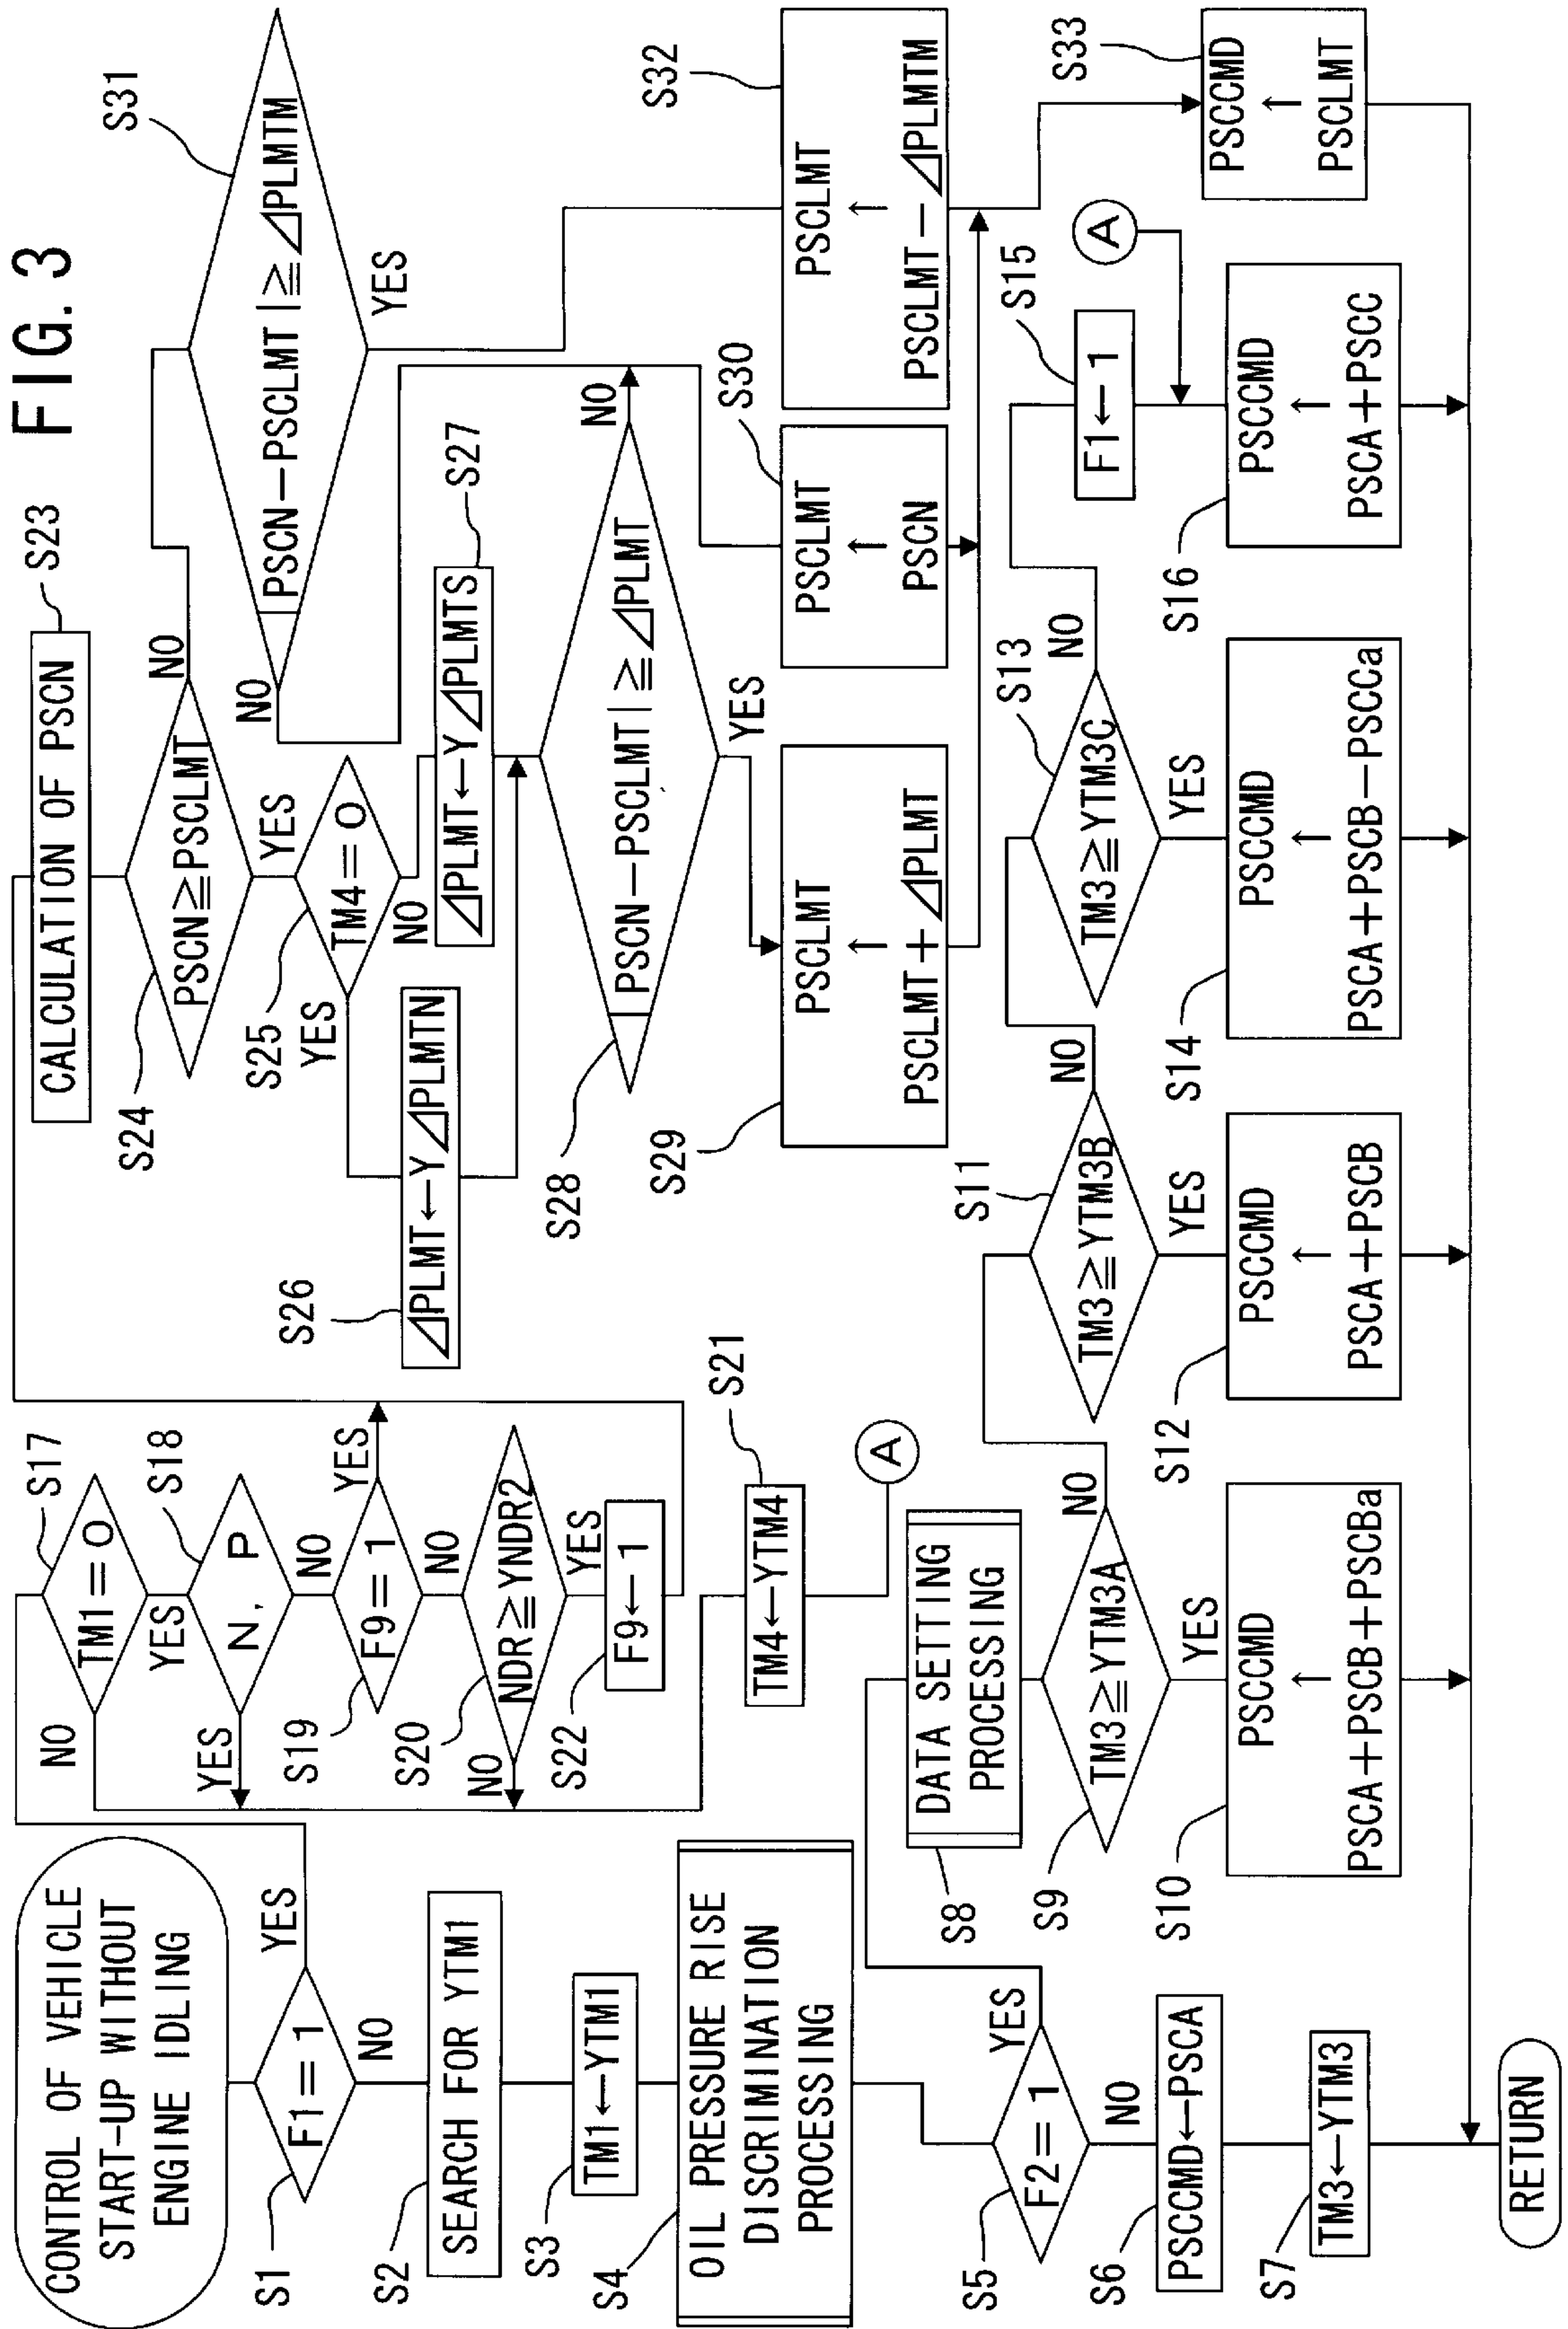 FIG. 3
CONTROL OF VEHICLE
START-UP WITHOUT
ENGINE IDLING
S1
F1=1
YES
NO
S2
SEARCH FOR YTM1
S3
TM1←YTM1
S4
OIL PRESSURE RISE
DISCRIMINATION
PROCESSING
S5
F2=1
YES
NO
S6
PSCCMD←PSCA
S7
TM3←YTM3
RETURN
S8
DATA SETTING
PROCESSING
S9
TM3≧YTM3A
NO
YES
S10
PSCCMD
↑
PSCA+PSCB+PSCBa
S11
TM3≧YTM3B
NO
YES
S12
PSCCMD
↑
PSCA+PSCB
S13
TM3≧YTM3C
NO
YES
S14
PSCCMD
↑
PSCA+PSCB-PSCCa
S15
F1←1
A
S16
PSCCMD
↑
PSCA+PSCC
S17
TM1=0
NO
YES
S18
N, P
YES
NO
S19
F9=1
YES
NO
S20
NDR≧YNDR2
NO
YES
S22
F9←1
S21
TM4←YTM4
A
S23
CALCULATION OF PSCN
S24
PSCN≧PSCLMT
NO
YES
S25
TM4=0
YES
NO
S26
⊿PLMT←Y⊿PLMTN
S27
⊿PLMT←Y⊿PLMTS
S28
|PSCN-PSCLMT|≧⊿PLMT
NO
YES
S29
PSCLMT
↑
PSCLMT+⊿PLMT
S30
PSCLMT
↑
PSCN
S31
|PSCN-PSCLMT|≧⊿PLMTM
NO
YES
S32
PSCLMT
↑
PSCLMT-⊿PLMTM
S33
PSCCMD
↑
PSCLMT